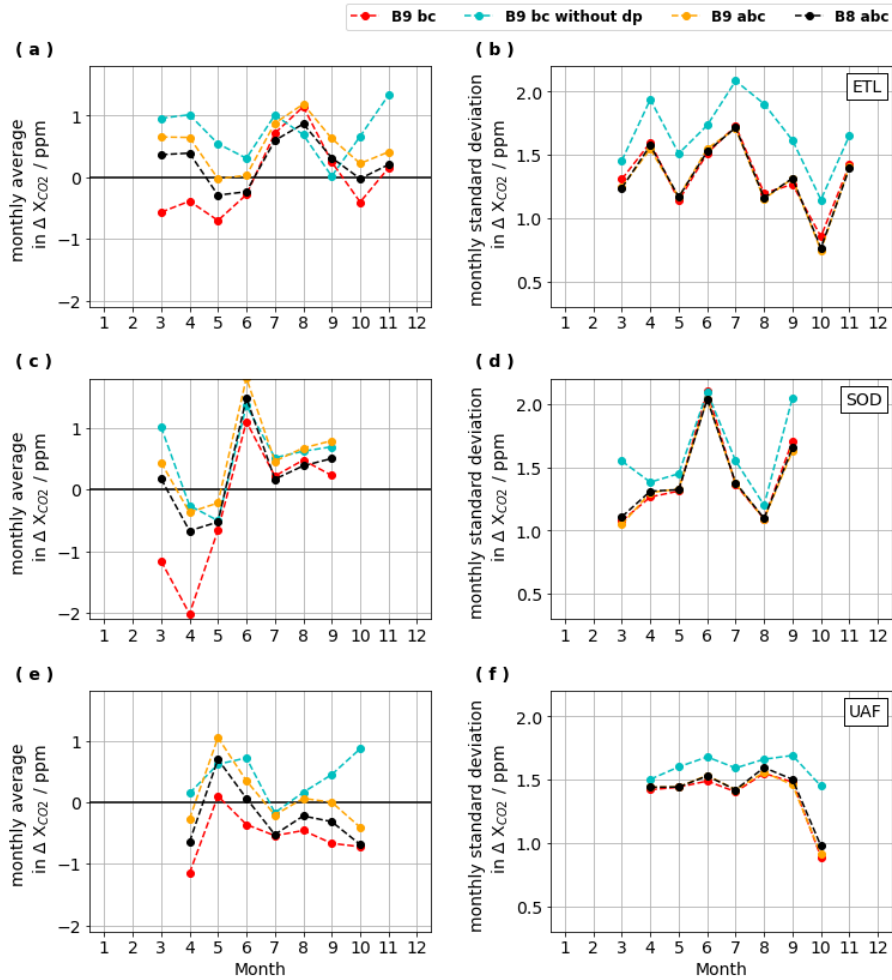 B9 bc B9 bc without dp B9 abc B8 abc
( a )
monthly average
in Δ X_CO2 / ppm
1
0
−1
−2
1 2 3 4 5 6 7 8 9 10 11 12
( b )
ETL
monthly standard deviation
in Δ X_CO2 / ppm
2.0
1.5
1.0
0.5
1 2 3 4 5 6 7 8 9 10 11 12
( c )
monthly average
in Δ X_CO2 / ppm
1
0
−1
−2
1 2 3 4 5 6 7 8 9 10 11 12
( d )
SOD
monthly standard deviation
in Δ X_CO2 / ppm
2.0
1.5
1.0
0.5
1 2 3 4 5 6 7 8 9 10 11 12
( e )
monthly average
in Δ X_CO2 / ppm
1
0
−1
−2
1 2 3 4 5 6 7 8 9 10 11 12
Month
( f )
UAF
monthly standard deviation
in Δ X_CO2 / ppm
2.0
1.5
1.0
0.5
1 2 3 4 5 6 7 8 9 10 11 12
Month